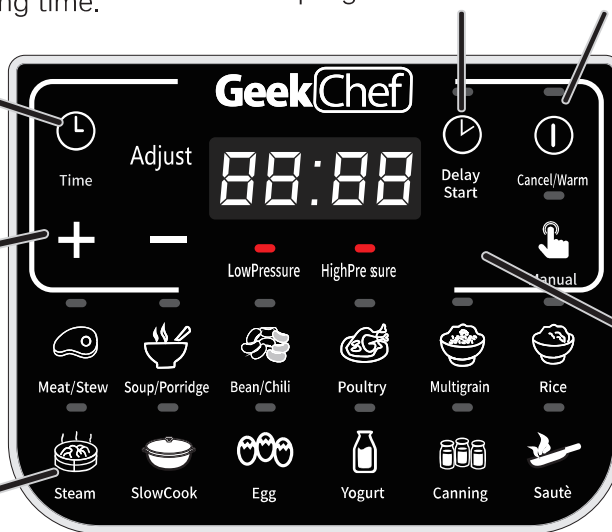 ng time.
GeekChef
Time
Adjust
88:88
Delay
Start
Cancel/Warm
+ −
LowPressure
HighPre sure
Manual
Meat/Stew
Soup/Porridge
Bean/Chili
Poultry
Multigrain
Rice
Steam
SlowCook
Egg
Yogurt
Canning
Sautè